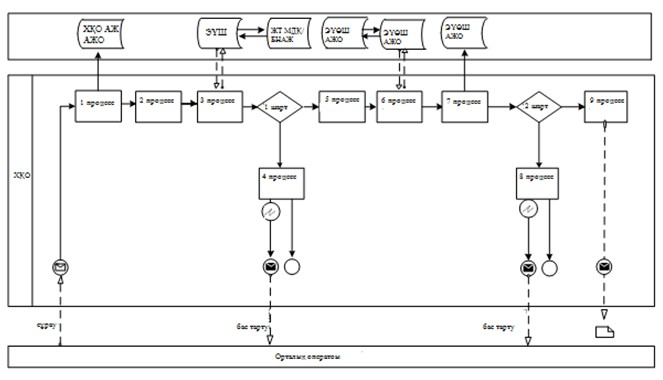 ХҚО АЖ
АЖО
ЭҮШ
ЖТ МДҚ/
БНАЖ
ЭҮӨШ
АЖО
ЭҮӨШ
АЖО
ЭҮӨШ
АЖО
1 процесс
2 процесс
3 процесс
1 шарт
5 процесс
6 процесс
7 процесс
2 шарт
9 процесс
ХҚО
4 процесс
8 процесс
сұрау
бас тарту
бас тарту
Орталық операторы